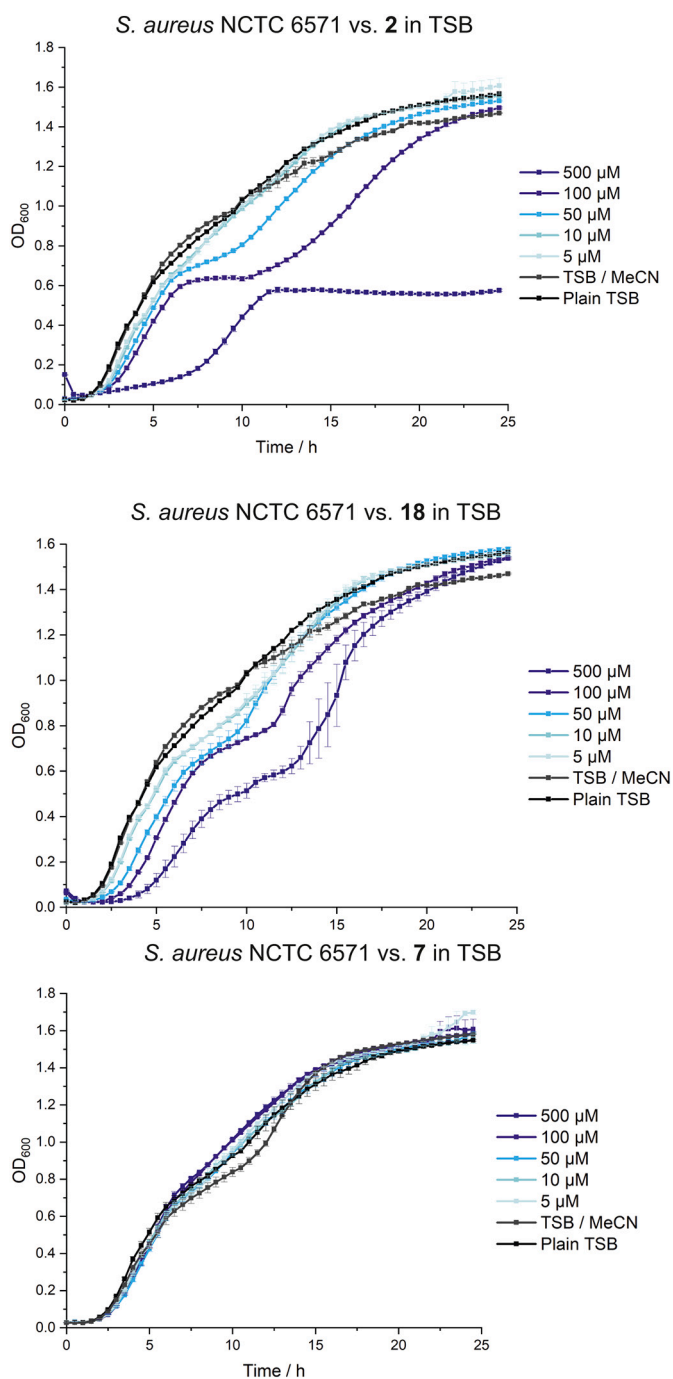 S. aureus NCTC 6571 vs. 2 in TSB
1.8
1.6
1.4
1.2
1.0
0.8
0.6
0.4
0.2
0.0
OD600
0 5 10 15 20 25
Time / h
500 µM
100 µM
50 µM
10 µM
5 µM
TSB / MeCN
Plain TSB
S. aureus NCTC 6571 vs. 18 in TSB
1.6
1.4
1.2
1.0
0.8
0.6
0.4
0.2
0.0
OD600
0 5 10 15 20 25
Time / h
500 µM
100 µM
50 µM
10 µM
5 µM
TSB / MeCN
Plain TSB
S. aureus NCTC 6571 vs. 7 in TSB
1.8
1.6
1.4
1.2
1.0
0.8
0.6
0.4
0.2
0.0
OD600
0 5 10 15 20 25
Time / h
500 µM
100 µM
50 µM
10 µM
5 µM
TSB / MeCN
Plain TSB